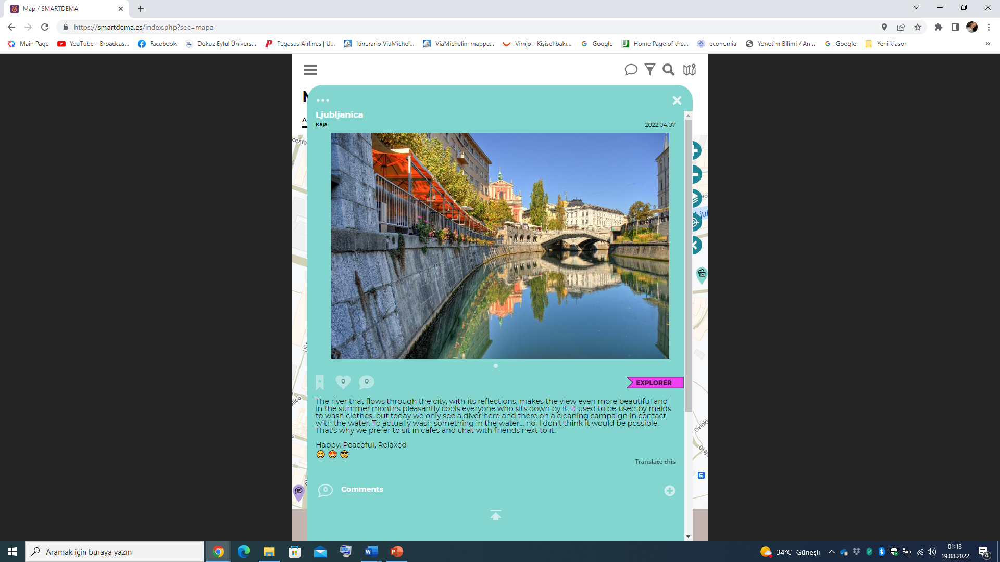 Map / SMARTDEMA
https://smartdema.es/index.php?sec=mapa
Main Page
YouTube - Broadcas...
Facebook
Dokuz Eylül Univers...
Pegasus Airlines | U...
Itinerario ViaMichel...
ViaMichelin: mappe...
Vimjo - Kişisel bakı...
Google
Home Page of the...
economia
Yönetim Bilimi / An...
Google
Yeni klasör
»
Ljubljanica
Kaja
2022.04.07
cesta
0
0
EXPLORER
The river that flows through the city, with its reflections, makes the view even more beautiful and
in the summer months pleasantly cools everyone who sits down by it. It used to be used by maids
to wash clothes, but today we only see a diver here and there on a cleaning campaign in contact
with the water. To actually wash something in the water... no, I don't think it would be possible.
That's why we prefer to sit in cafes and chat with friends next to it.
Happy, Peaceful, Relaxed
Translate this
0
Comments
Aramak için buraya yazın
34°C Güneşli
01:13
19.08.2022
4